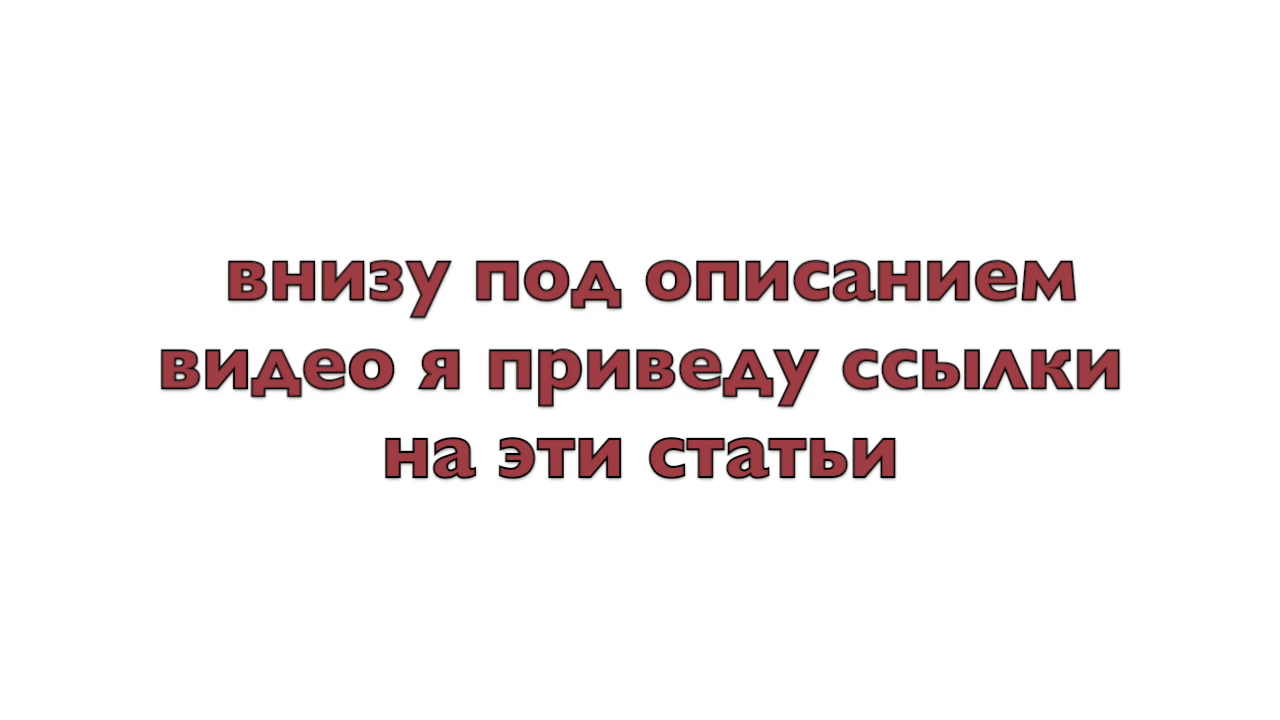 внизу под описанием
видео я приведу ссылки
на эти статьи